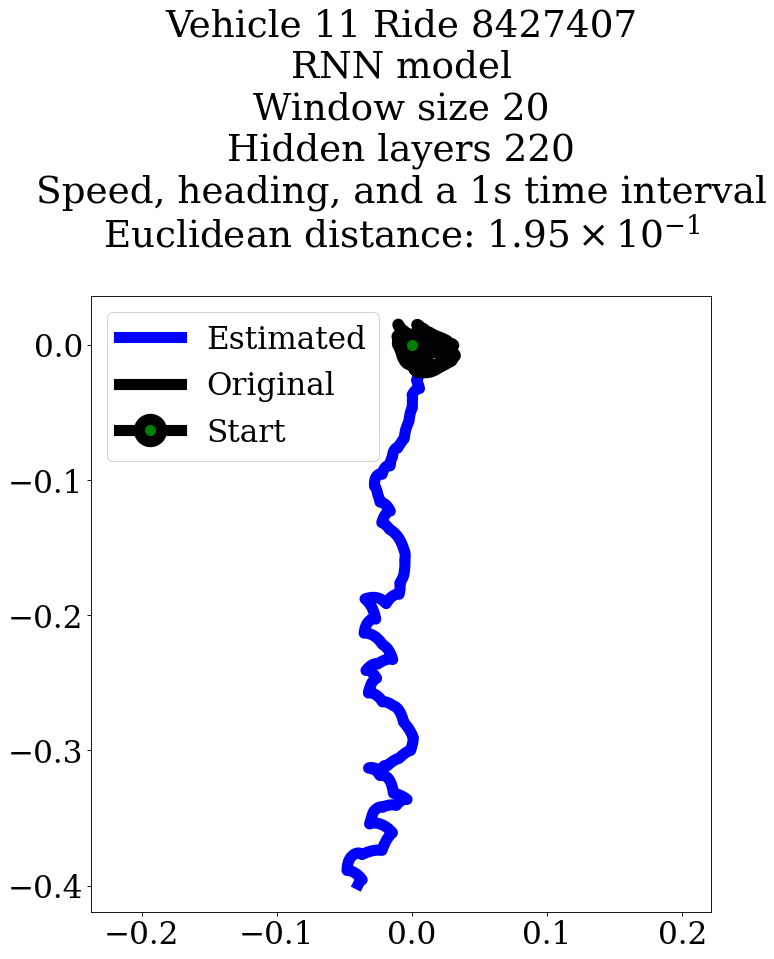 Vehicle 11 Ride 8427407
RNN model
Window size 20
Hidden layers 220
Speed, heading, and a 1s time interval
Euclidean distance: 1.95 × 10⁻¹
Estimated
Original
Start
0.0
−0.1
−0.2
−0.3
−0.4
−0.2 −0.1 0.0 0.1 0.2